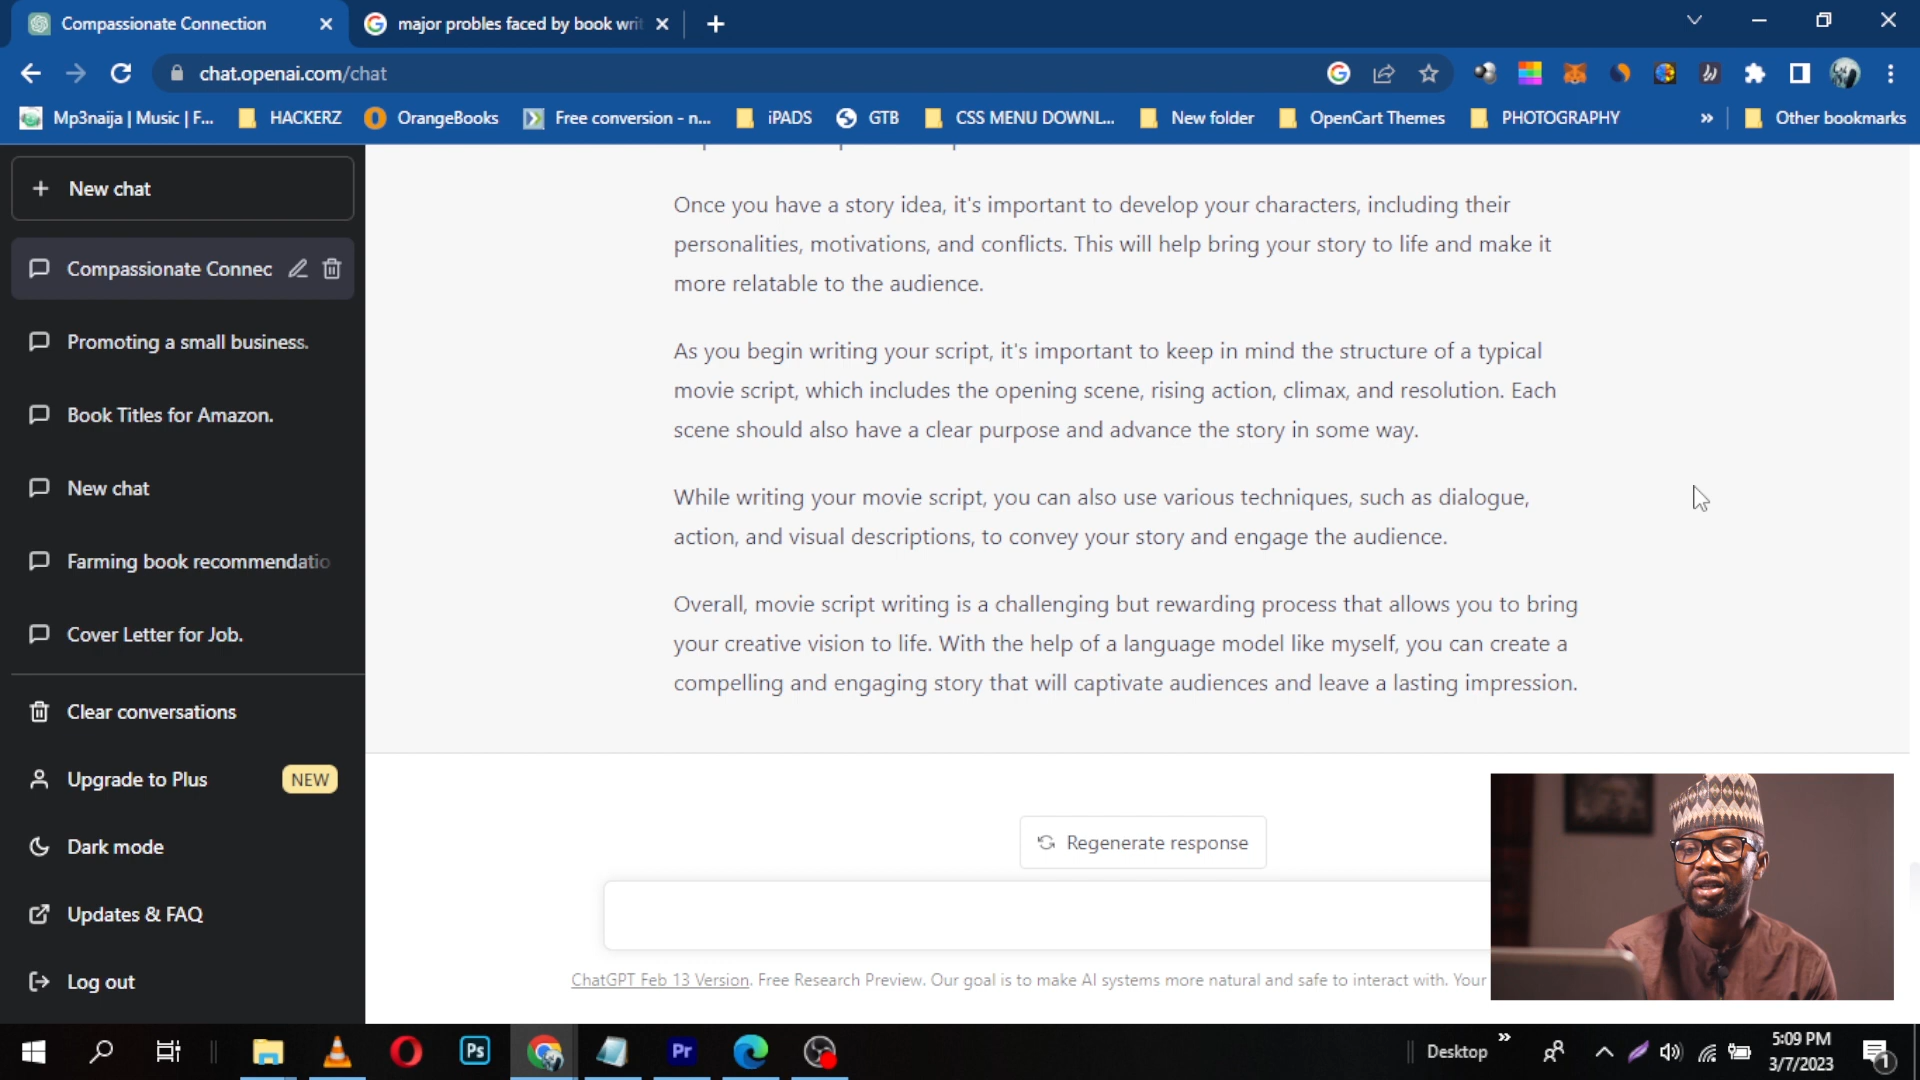 Compassionate Connection
major probles faced by book wri
chat.openai.com/chat
Mp3naija | Music | F...
HACKERZ
OrangeBooks
Free conversion - n...
iPADS
GTB
CSS MENU DOWNL...
New folder
OpenCart Themes
PHOTOGRAPHY
»
Other bookmarks
+ New chat
Compassionate Connec
Promoting a small business.
Book Titles for Amazon.
New chat
Farming book recommendatio
Cover Letter for Job.
Clear conversations
Upgrade to Plus
NEW
Dark mode
Updates & FAQ
Log out
Once you have a story idea, it's important to develop your characters, including their
personalities, motivations, and conflicts. This will help bring your story to life and make it
more relatable to the audience.
As you begin writing your script, it's important to keep in mind the structure of a typical
movie script, which includes the opening scene, rising action, climax, and resolution. Each
scene should also have a clear purpose and advance the story in some way.
While writing your movie script, you can also use various techniques, such as dialogue,
action, and visual descriptions, to convey your story and engage the audience.
Overall, movie script writing is a challenging but rewarding process that allows you to bring
your creative vision to life. With the help of a language model like myself, you can create a
compelling and engaging story that will captivate audiences and leave a lasting impression.
Regenerate response
ChatGPT Feb 13 Version. Free Research Preview. Our goal is to make AI systems more natural and safe to interact with. Your
Ps
Pr
Desktop
»
5:09 PM
3/7/2023
1